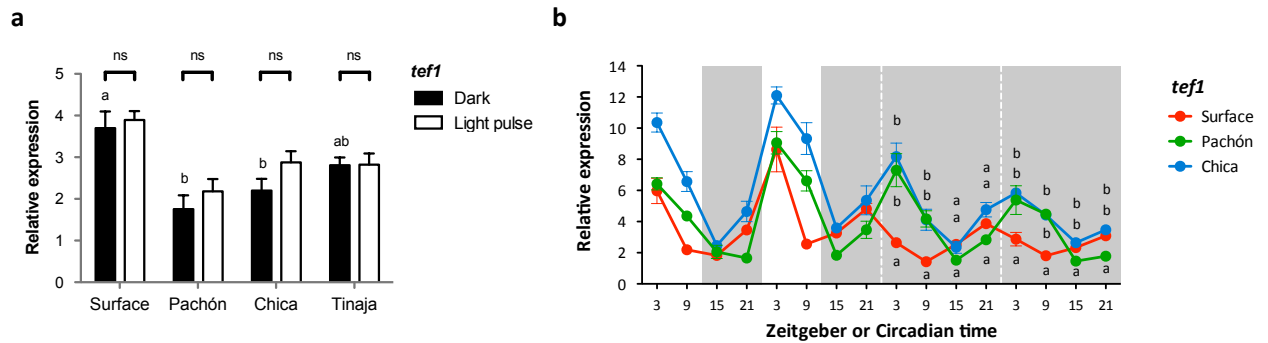 a
ns ns ns ns
tef1
Dark
Light pulse
Relative expression
5
4
3
2
1
0
a
b
b
ab
Surface Pachón Chica Tinaja
b
Relative expression
14
12
10
8
6
4
2
0
b b b a a a a b b b b b b
b a a a a a b a a
3 9 15 21 3 9 15 21 3 9 15 21 3 9 15 21
Zeitgeber or Circadian time
tef1
Surface
Pachón
Chica